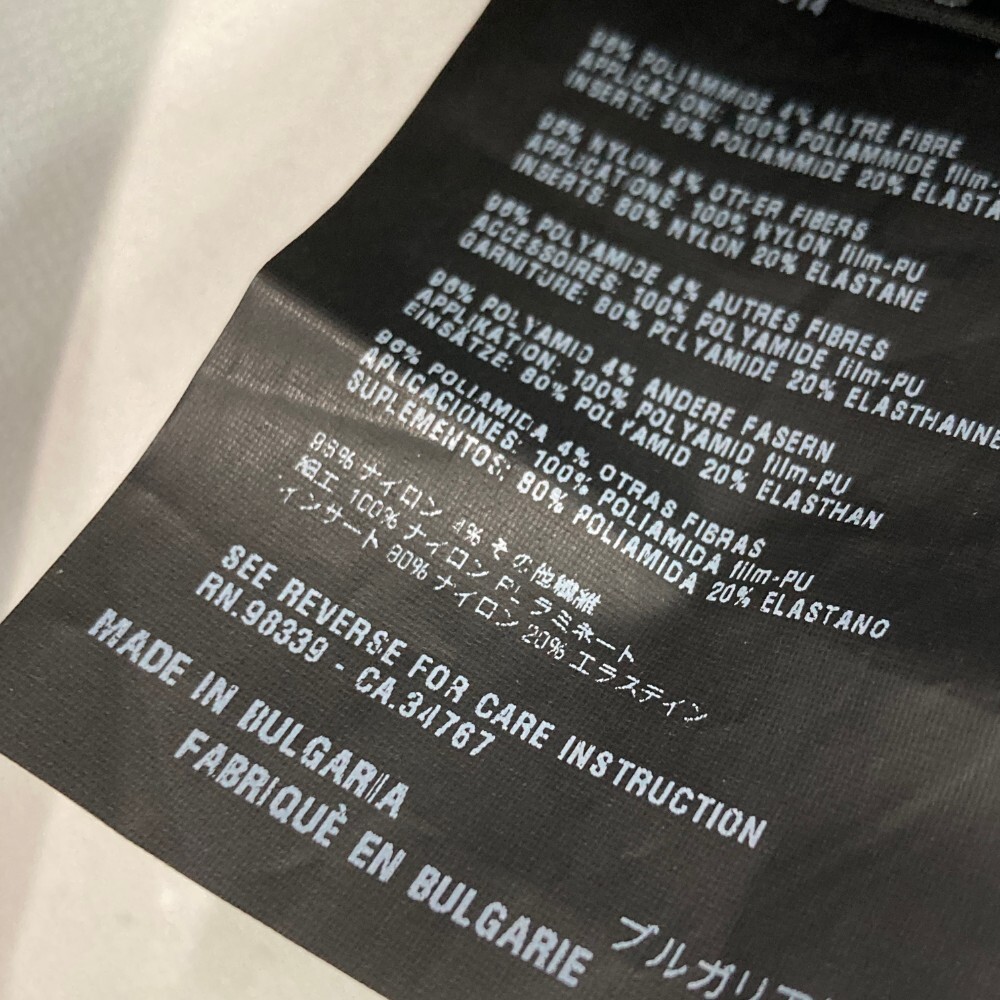 96% POLIAMMIDE 4% ALTRE FIBRE
APPLICAZIONI: 100% POLIAMMIDE film-
INSERTI: 80% POLIAMMIDE 20% ELASTA
96% NYLON 4% OTHER FIBERS
APPLICATIONS: 100% NYLON film-PU
INSERTS: 80% NYLON 20% ELASTANE
96% POLYAMIDE 4% AUTRES FIBRES
ACCESSOIRES: 100% POLYAMIDE film-PU
GARNITURE: 80% POLYAMIDE 20% ELASTHANNE
96% POLYAMID 4% ANDERE FASERN
APPLIKATION: 100% POLYAMID film-PU
EINSÄTZE: 80% POLYAMID 20% ELASTHAN
96% POLIAMIDA 4% OTRAS FIBRAS
APLICACIONES: 100% POLIAMIDA film-PU
SUPLEMENTOS: 80% POLIAMIDA 20% ELASTANO
96% ナイロン 4% その他繊維
細工 100% ナイロン PUラミネート
インサート 80% ナイロン 20% エラステイン
SEE REVERSE FOR CARE INSTRUCTION
RN.98339 - CA.34767
MADE IN BULGARIA
FABRIQUÈ EN BULGARIE
ブルガリア